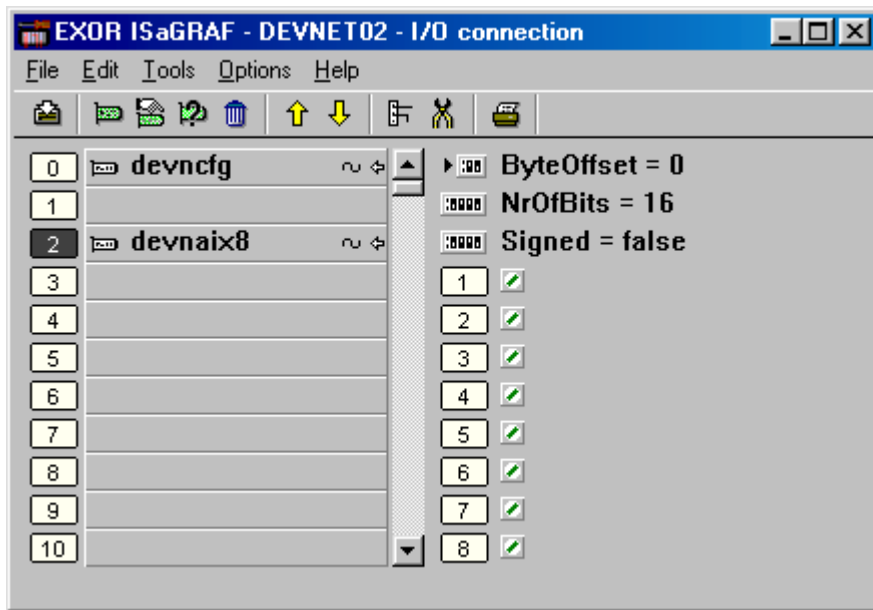 EXOR ISaGRAF - DEVNET02 - I/O connection
File Edit Tools Options Help
0 devncfg
1
2 devnaix8
3
4
5
6
7
8
9
10
ByteOffset = 0
NrOfBits = 16
Signed = false
1
2
3
4
5
6
7
8